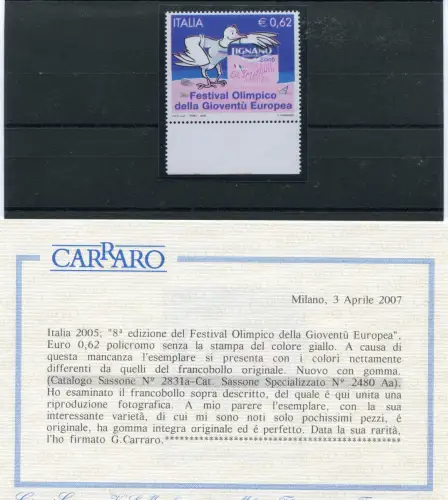 ITALIA € 0,62
LIGNANO
2005
Festival Olimpico
della Gioventù Europea
CARRARO
Milano, 3 Aprile 2007
Italia 2005; "8ª edizione del Festival Olimpico della Gioventù Europea",
Euro 0,62 policromo senza la stampa del colore giallo. A causa di
questa mancanza l'esemplare si presenta con i colori nettamente
differenti da quelli del francobollo originale. Nuovo con gomma.
(Catalogo Sassone Nº 2831a-Cat. Sassone Specializzato Nº 2480 Aa).
Ho esaminato il francobollo sopra descritto, del quale è qui unita una
riproduzione fotografica. A mio parere l'esemplare, con la sua
interessante varietà, di cui mi sono noti solo pochissimi pezzi, è
originale, ha gomma integra originale ed é perfetto. Data la sua rarità,
l'ho firmato G.Carraro.****************************************